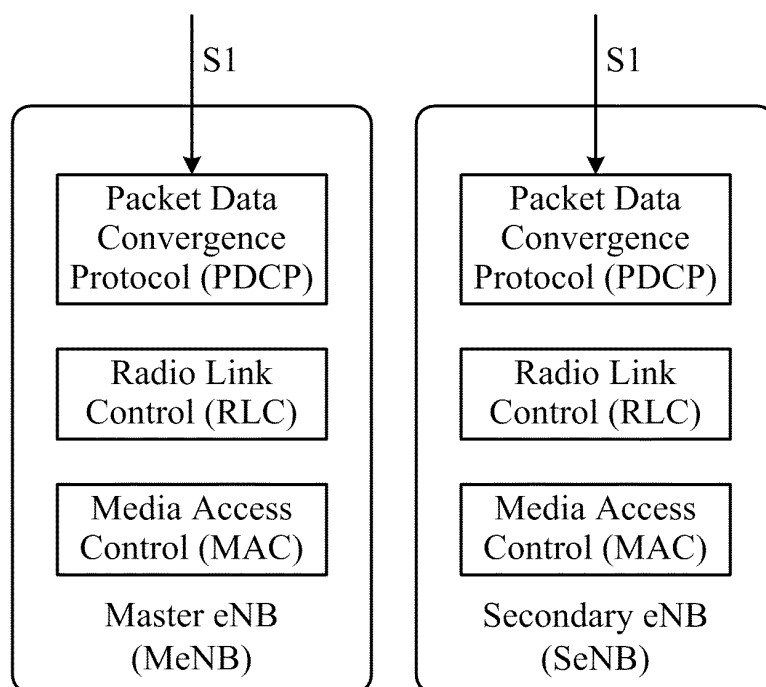 S1
Packet Data
Convergence
Protocol (PDCP)
Radio Link
Control (RLC)
Media Access
Control (MAC)
Master eNB
(MeNB)
S1
Packet Data
Convergence
Protocol (PDCP)
Radio Link
Control (RLC)
Media Access
Control (MAC)
Secondary eNB
(SeNB)